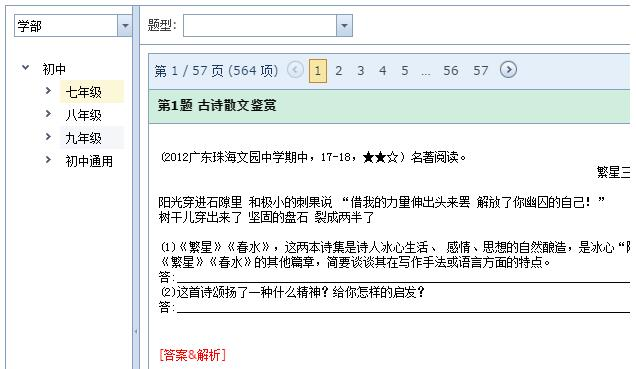 学部
题型:
初中
七年级
八年级
九年级
初中通用
第 1 / 57 页 (564 项) 1 2 3 4 5 … 56 57
第1题 古诗散文鉴赏
(2012广东珠海文园中学期中，17-18，★★☆) 名著阅读。
繁星三
阳光穿进石隙里 和极小的刺果说 “借我的力量伸出头来罢 解放了你幽囚的自己！”
树干儿穿出来了 坚固的盘石 裂成两半了
(1)《繁星》《春水》，这两本诗集是诗人冰心生活、 感情、思想的自然酿造，是冰心“
《繁星》《春水》的其他篇章，简要谈谈其在写作手法或语言方面的特点。
答:
(2)这首诗颂扬了一种什么精神？给你怎样的启发？
答:
[答案&解析]